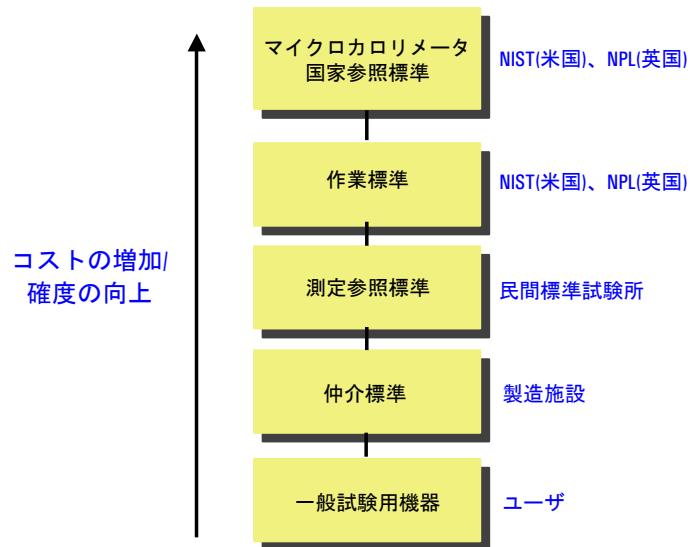 マイクロカロリメータ
国家参照標準
NIST(米国)、NPL(英国)
作業標準
NIST(米国)、NPL(英国)
コストの増加/
確度の向上
測定参照標準
民間標準試験所
仲介標準
製造施設
一般試験用機器
ユーザ